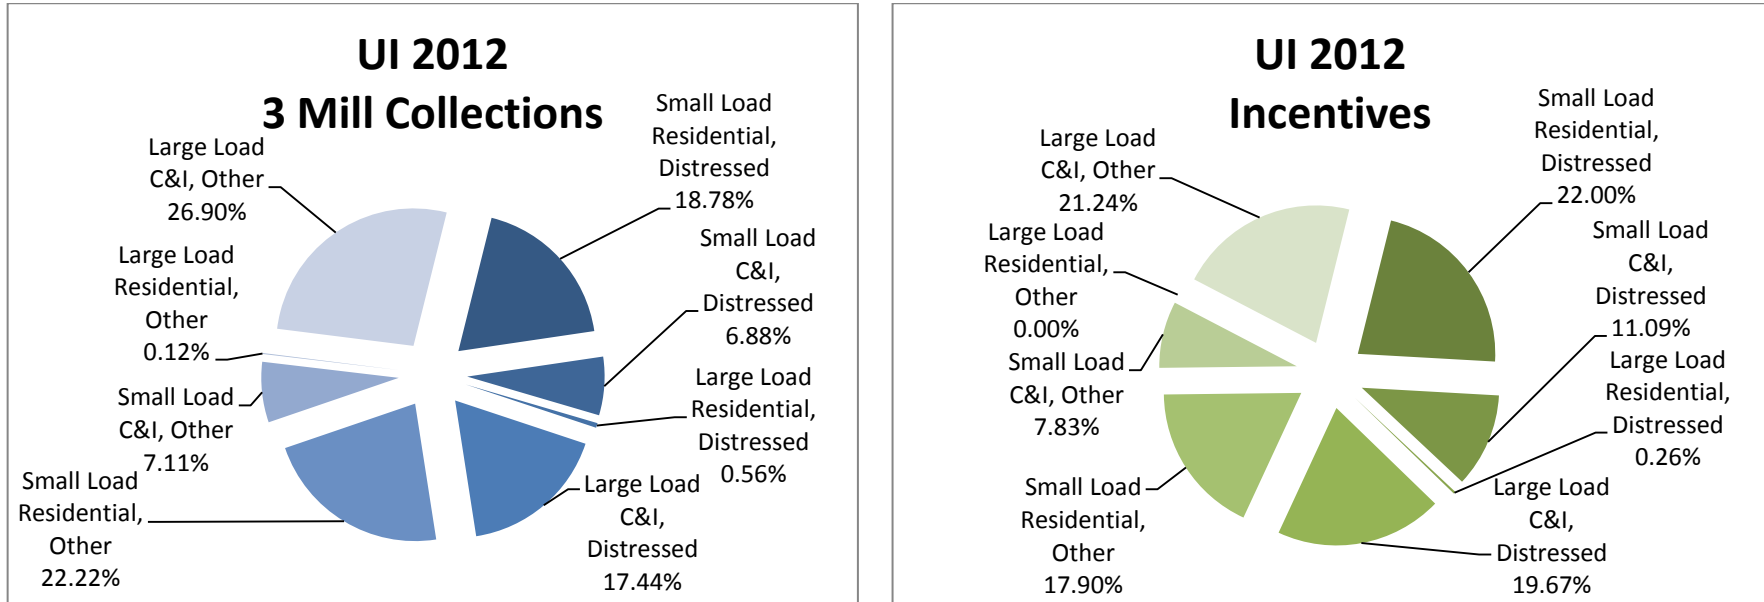 UI 2012
3 Mill Collections
Small Load
Residential,
Distressed
18.78%
Small Load
C&I,
Distressed
6.88%
Large Load
Residential,
Distressed
0.56%
Large Load
C&I,
Distressed
17.44%
Small Load
Residential,
Other
22.22%
Small Load
C&I, Other
7.11%
Large Load
Residential,
Other
0.12%
Large Load
C&I, Other
26.90%
UI 2012
Incentives
Small Load
Residential,
Distressed
22.00%
Small Load
C&I,
Distressed
11.09%
Large Load
Residential,
Distressed
0.26%
Large Load
C&I,
Distressed
19.67%
Small Load
Residential,
Other
17.90%
Small Load
C&I, Other
7.83%
Large Load
Residential,
Other
0.00%
Large Load
C&I, Other
21.24%